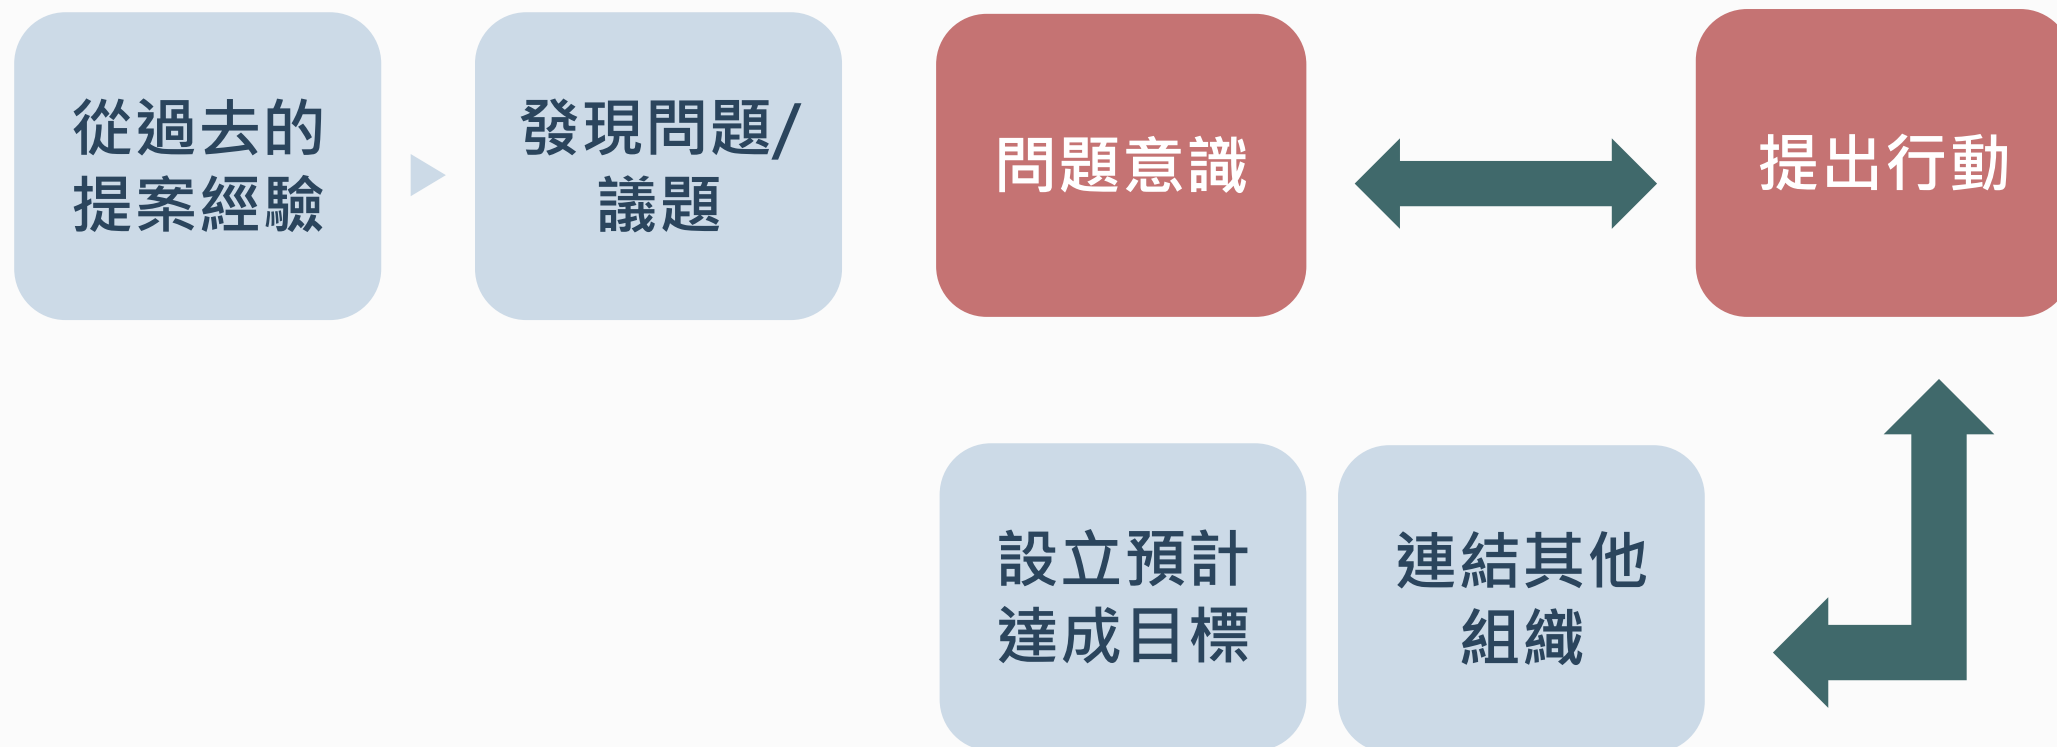 從過去的
提案經驗
發現問題/
議題
問題意識
提出行動
設立預計
達成目標
連結其他
組織